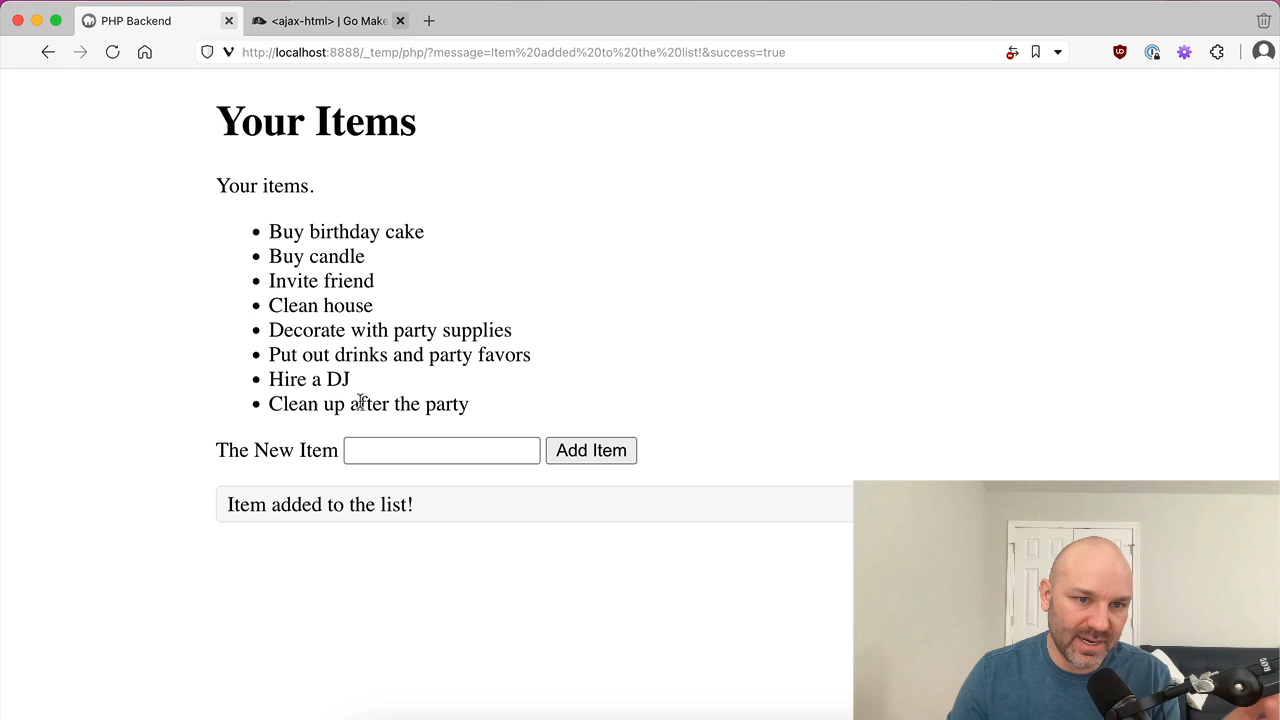 PHP Backend
<ajax-html> | Go Make
http://localhost:8888/_temp/php/?message=Item%20added%20to%20the%20list!&success=true
Your Items
Your items.
• Buy birthday cake
• Buy candle
• Invite friend
• Clean house
• Decorate with party supplies
• Put out drinks and party favors
• Hire a DJ
• Clean up after the party
The New Item
Add Item
Item added to the list!